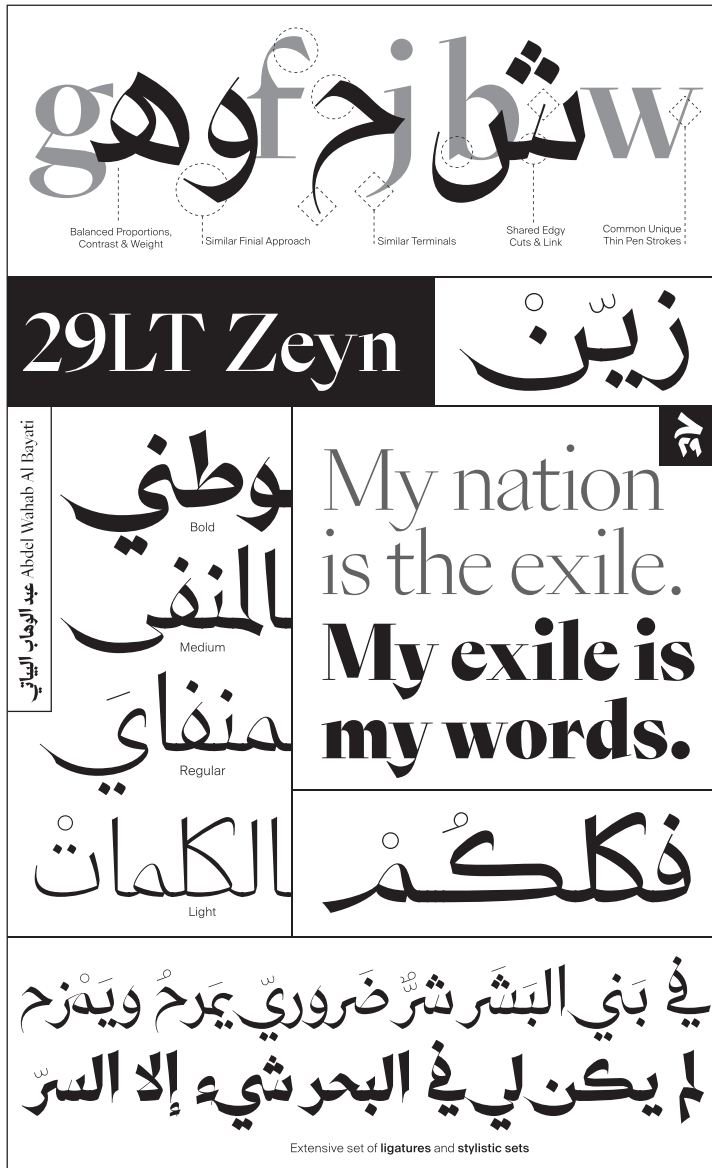 g f j b w
ش ح وهـ
Balanced Proportions,
Contrast & Weight
Similar Finial Approach
Similar Terminals
Shared Edgy
Cuts & Link
Common Unique
Thin Pen Strokes
29LT Zeyn
زيّنْ
عبد الوهاب البياتي Abdel Wahab Al Bayati
وطني
Bold
المنفى
Medium
منفايَ
Regular
الكلماتْ
Light
My nation
is the exile.
My exile is
my words.
فكلكُمْ
في بَني البَشَر شرٌّ ضَروريّ يَمرحُ ويَمْزح
لم يكن لي في البحر شيء إلا السرّ
Extensive set of ligatures and stylistic sets